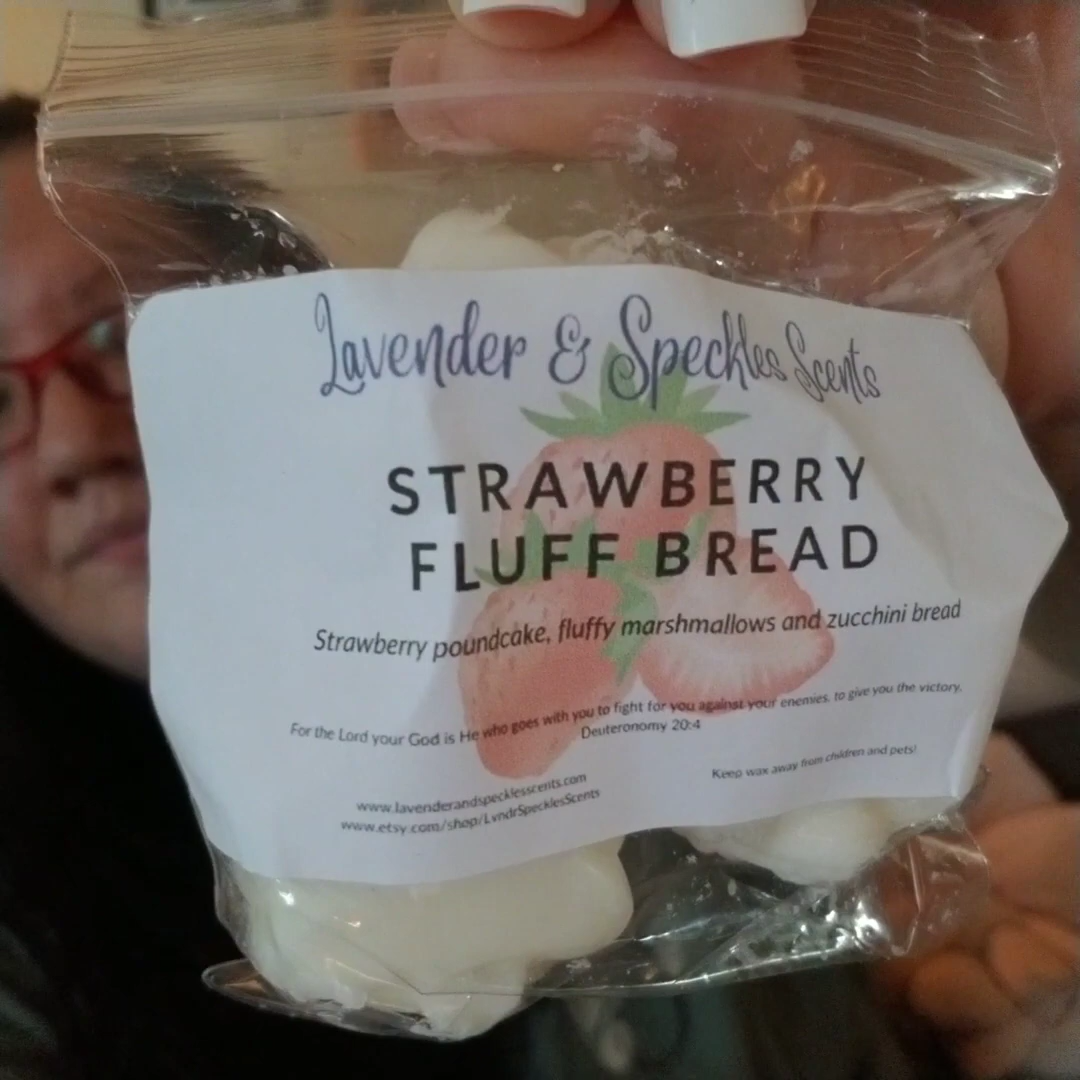 Lavender & Speckles Scents
STRAWBERRY
FLUFF BREAD
Strawberry poundcake, fluffy marshmallows and zucchini bread
For the Lord your God is He who goes with you to fight for you against your enemies, to give you the victory.
Deuteronomy 20:4
Keep wax away from children and pets!
www.lavenderandspecklesscents.com
www.etsy.com/shop/LvndrSpecklesScents